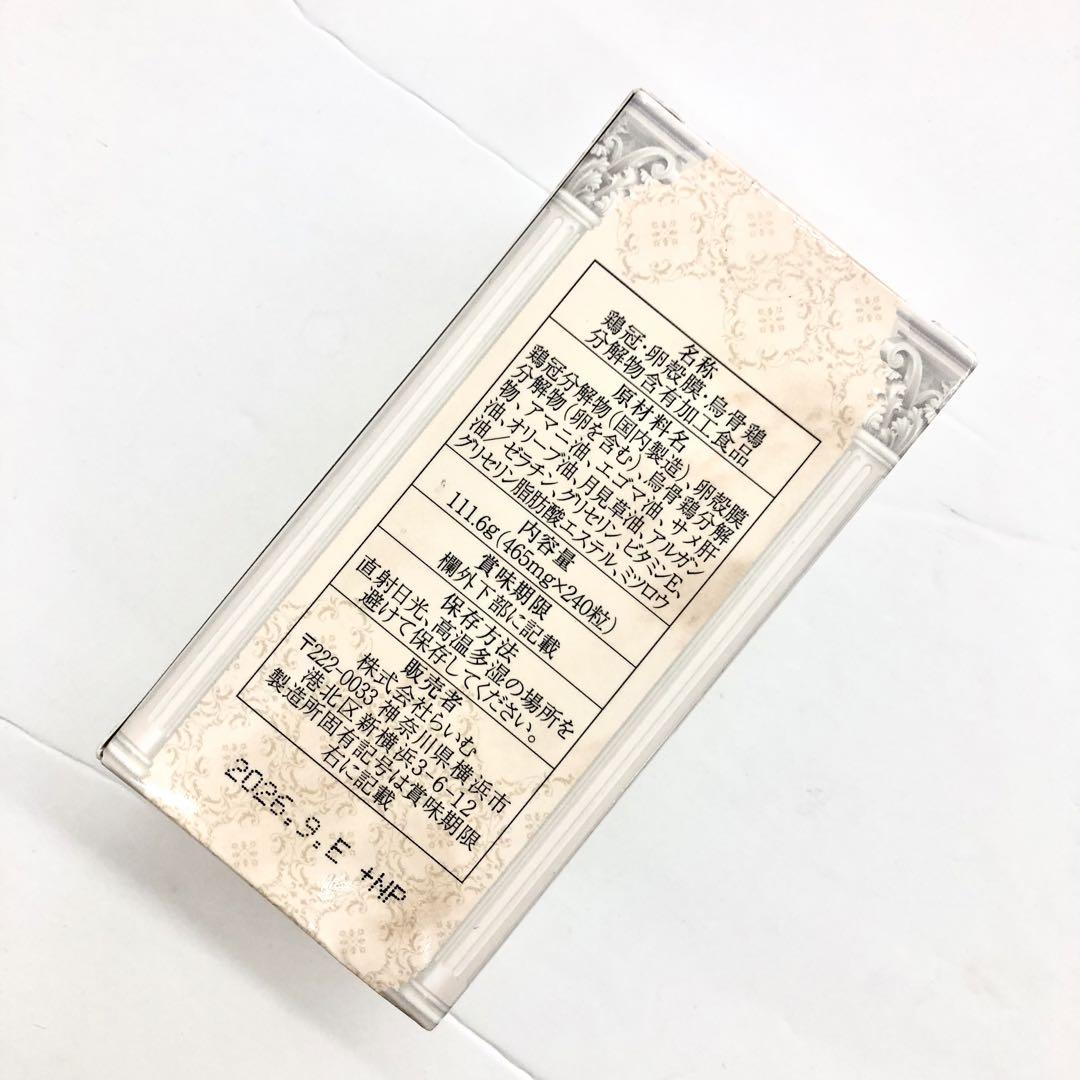 名称
鶏冠・卵殻膜・烏骨鶏
分解物含有加工食品
原材料名
鶏冠分解物(国内製造)、卵殻膜
分解物(卵を含む)、烏骨鶏分解
物、アマニ油、エゴマ油、サメ肝
油、オリーブ油、月見草油、アルガン
油/ゼラチン、グリセリン、ビタミンE、
グリセリン脂肪酸エステル、ミツロウ
内容量
111.6g(465mg×240粒)
賞味期限
欄外下部に記載
保存方法
直射日光、高温多湿の場所を
避けて保存してください。
販売者
株式会社らいむ
〒222-0033 神奈川県横浜市
港北区新横浜3-6-12
製造所固有記号は賞味期限
右に記載
2026.9.E +NP